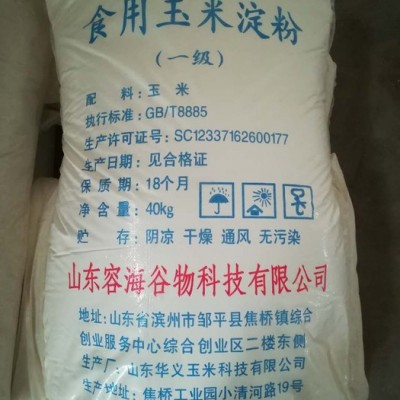 食用玉米淀粉
(一级)
配 料: 玉 米
执行标准: GB/T8885
生产许可证号: SC12337162600177
生产日期: 见合格证
保 质 期: 18个月
净 含 量: 40kg
贮 存: 阴凉 干燥 通风 无污染
山东容海谷物科技有限公司
地址: 山东省滨州市邹平县焦桥镇综合
创业服务中心综合创业区二楼东侧
生产厂: 山东华义玉米科技有限公司
生产地址: 焦桥工业园小清河路19号